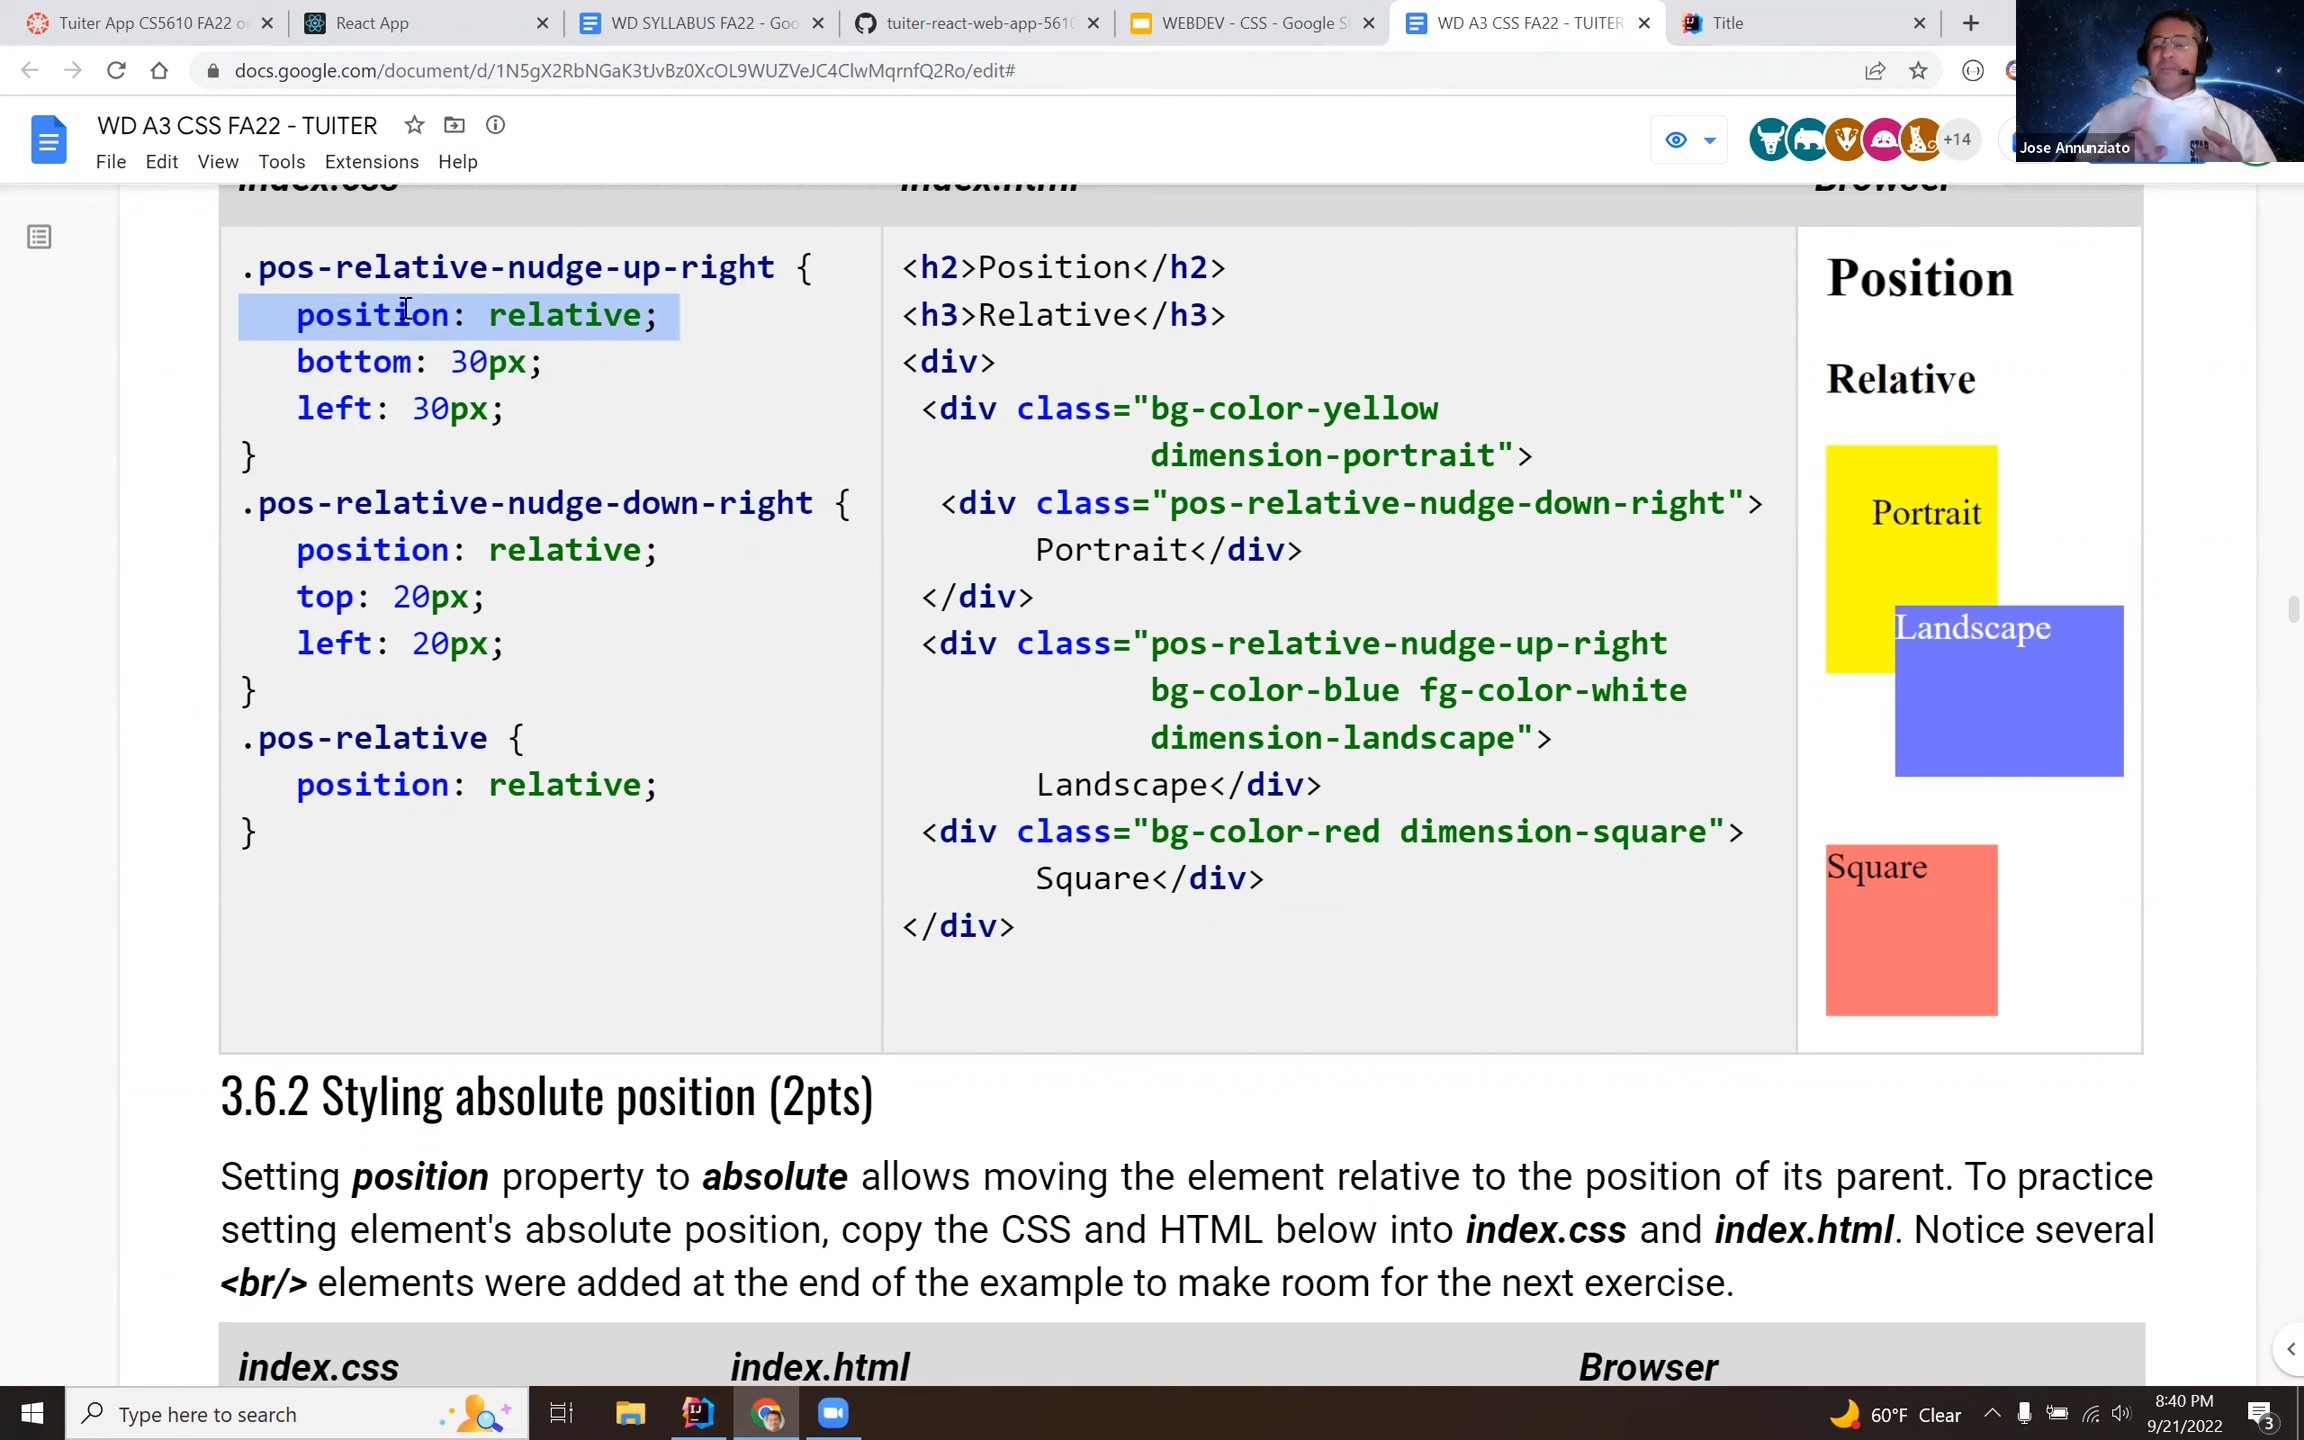 Tuiter App CS5610 FA22 o
React App
WD SYLLABUS FA22 - Goo
tuiter-react-web-app-5610
WEBDEV - CSS - Google Sl
WD A3 CSS FA22 - TUITER
Title
docs.google.com/document/d/1N5gX2RbNGaK3tJvBz0XcOL9WUZVeJC4ClwMqrnfQ2Ro/edit#
WD A3 CSS FA22 - TUITER
File Edit View Tools Extensions Help
+14
Jose Annunziato
index.css index.html Browser
.pos-relative-nudge-up-right {
position: relative;
bottom: 30px;
left: 30px;
}
.pos-relative-nudge-down-right {
position: relative;
top: 20px;
left: 20px;
}
.pos-relative {
position: relative;
}
<h2>Position</h2>
<h3>Relative</h3>
<div>
<div class="bg-color-yellow
dimension-portrait">
<div class="pos-relative-nudge-down-right">
Portrait</div>
</div>
<div class="pos-relative-nudge-up-right
bg-color-blue fg-color-white
dimension-landscape">
Landscape</div>
<div class="bg-color-red dimension-square">
Square</div>
</div>
Position
Relative
Portrait
Landscape
Square
3.6.2 Styling absolute position (2pts)
Setting position property to absolute allows moving the element relative to the position of its parent. To practice
setting element's absolute position, copy the CSS and HTML below into index.css and index.html. Notice several
<br/> elements were added at the end of the example to make room for the next exercise.
index.css index.html Browser
Type here to search
60°F Clear
8:40 PM
9/21/2022
3